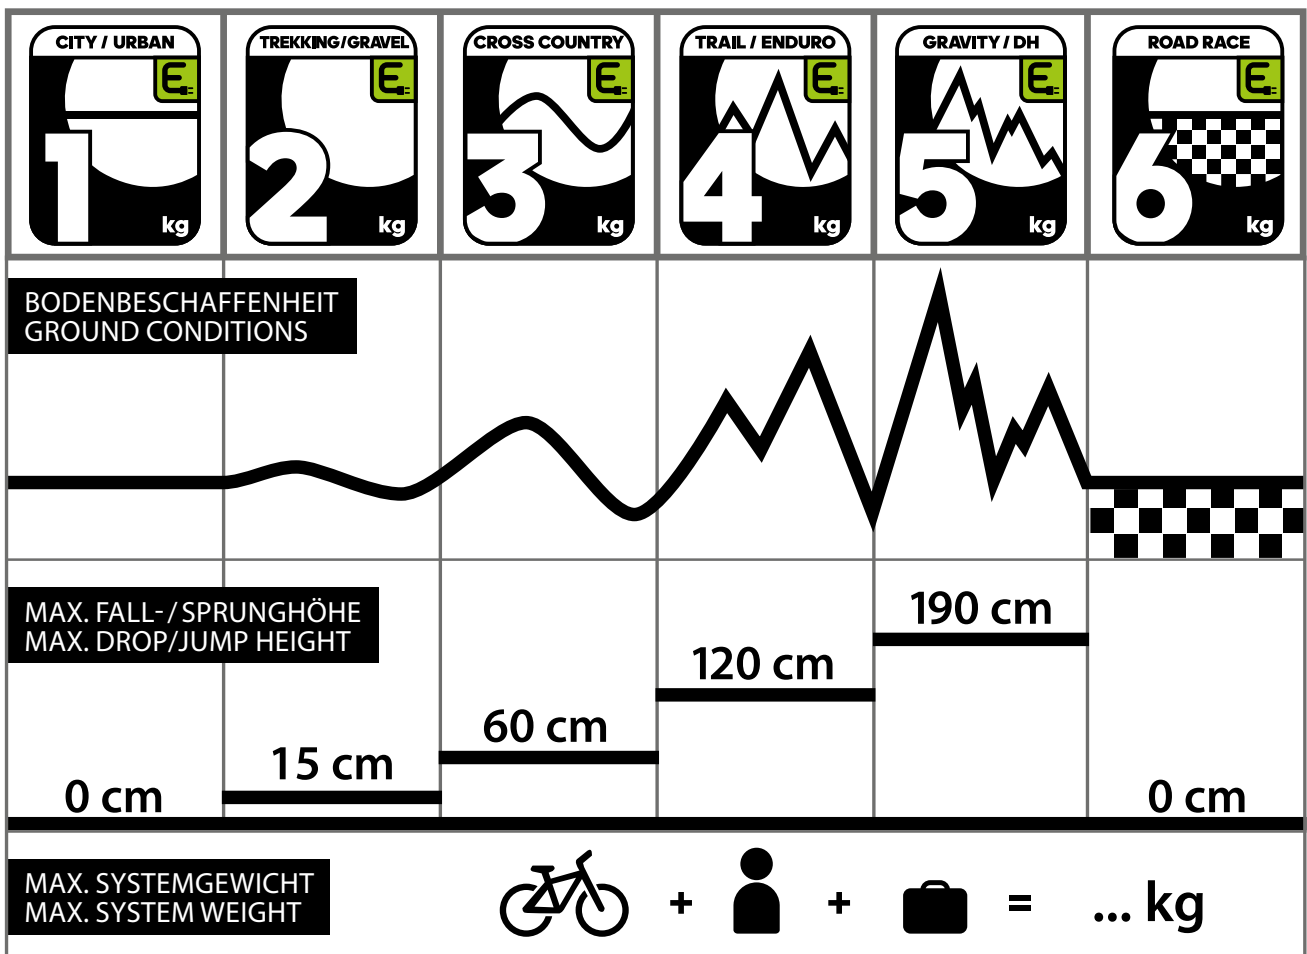 CITY / URBAN
E
1
kg
TREKKING/GRAVEL
E
2
kg
CROSS COUNTRY
E
3
kg
TRAIL / ENDURO
E
4
kg
GRAVITY / DH
E
5
kg
ROAD RACE
E
6
kg
BODENBESCHAFFENHEIT
GROUND CONDITIONS
MAX. FALL- / SPRUNGHÖHE
MAX. DROP/JUMP HEIGHT
0 cm
15 cm
60 cm
120 cm
190 cm
0 cm
MAX. SYSTEMGEWICHT
MAX. SYSTEM WEIGHT
+ + = ... kg